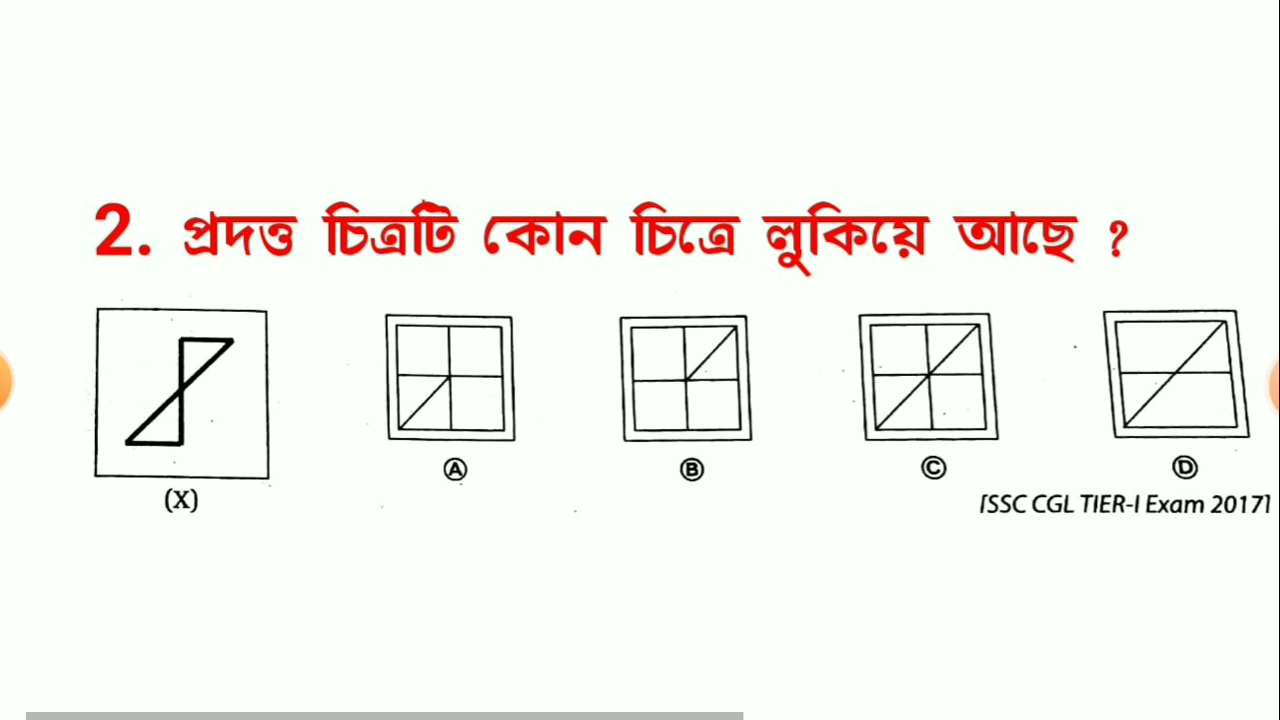 2. প্রদত্ত চিত্রটি কোন চিত্রে লুকিয়ে আছে ?
(X) Ⓐ Ⓑ Ⓒ Ⓓ
[SSC CGL TIER-I Exam 2017]